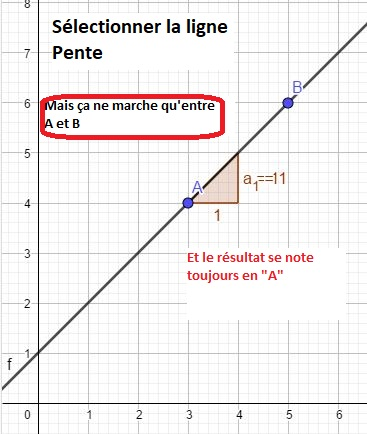 8
Sélectionner la ligne
Pente
7
Mais ça ne marche qu'entre
A et B
B
6
5
A
a₁==11
4
1
3
Et le résultat se note
toujours en "A"
2
1
f
0 1 2 3 4 5 6